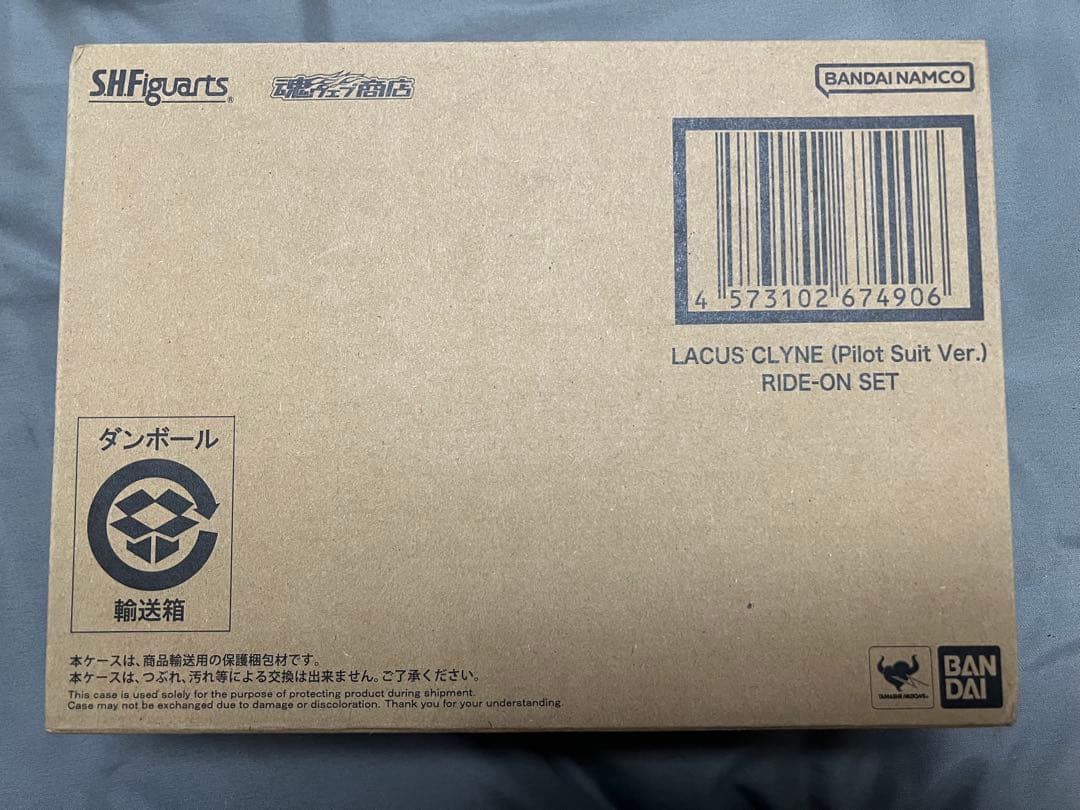 S.H.Figuarts®
魂ウェブ商店
BANDAI NAMCO
4 573102 674906
LACUS CLYNE (Pilot Suit Ver.)
RIDE-ON SET
ダンボール
輸送箱
本ケースは、商品輸送用の保護梱包材です。
本ケースは、つぶれ、汚れ等による交換は出来ません。ご了承ください。
This case is used solely for the purpose of protecting product during shipment.
Case may not be exchanged due to damage or discoloration. Thank you for your understanding.
TAMASHII NATIONS
BAN
DAI